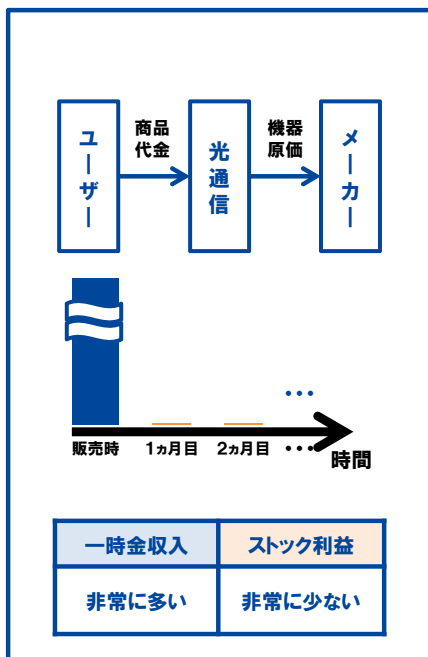 ユーザー
商品
代金
光通信
機器
原価
メーカー
・・・
販売時
1ヵ月目
2ヵ月目
・・・
時間
一時金収入
ストック利益
非常に多い
非常に少ない